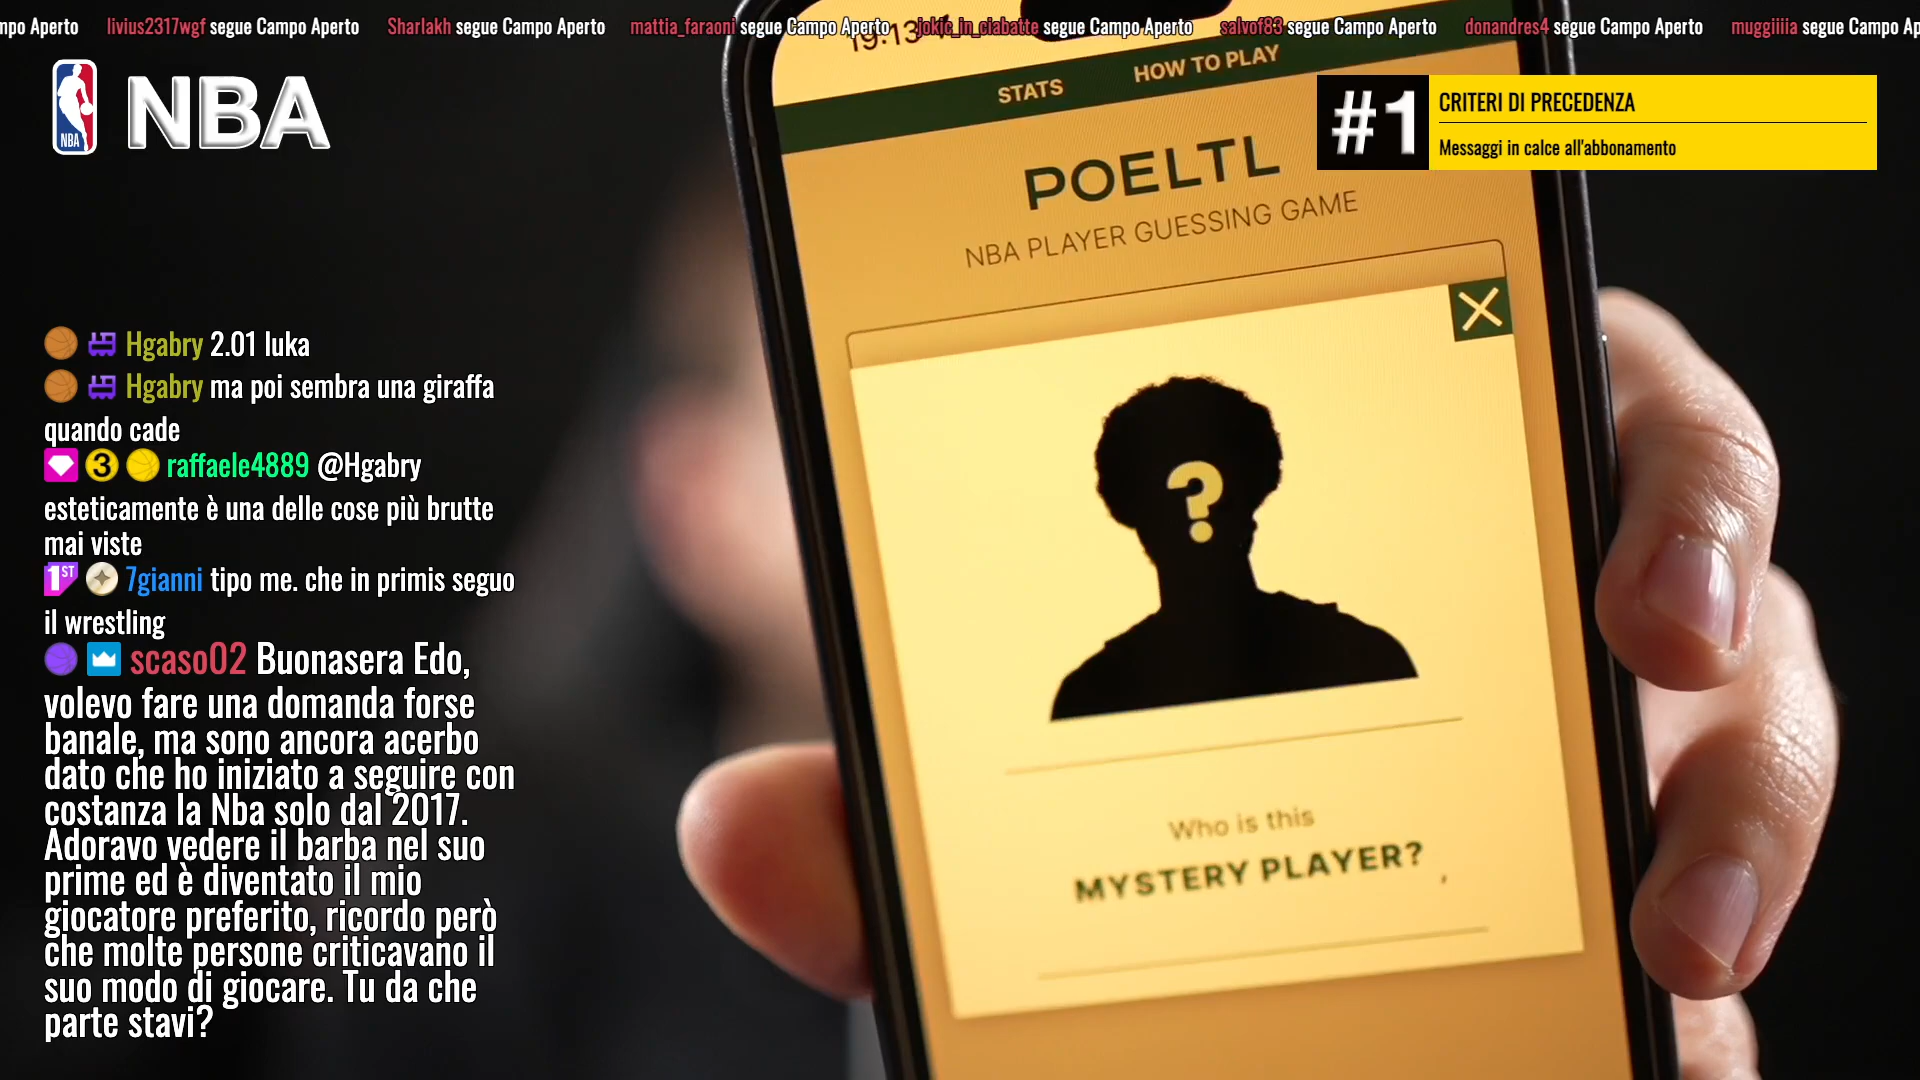 mpo Aperto livius2317wgf segue Campo Aperto Sharlakh segue Campo Aperto mattia_faraoni segue Campo Aperto jokic_in_ciabatte segue Campo Aperto salvof83 segue Campo Aperto donandres4 segue Campo Aperto muggiiiia segue Campo Ap
19:13
NBA NBA
STATS HOW TO PLAY
#1 CRITERI DI PRECEDENZA
Messaggi in calce all'abbonamento
POELTL
NBA PLAYER GUESSING GAME
?
Who is this
MYSTERY PLAYER?
Hgabry 2.01 luka
Hgabry ma poi sembra una giraffa
quando cade
3 raffaele4889 @Hgabry
esteticamente è una delle cose più brutte
mai viste
1ST 7gianni tipo me. che in primis seguo
il wrestling
scaso02 Buonasera Edo,
volevo fare una domanda forse
banale, ma sono ancora acerbo
dato che ho iniziato a seguire con
costanza la Nba solo dal 2017.
Adoravo vedere il barba nel suo
prime ed è diventato il mio
giocatore preferito, ricordo però
che molte persone criticavano il
suo modo di giocare. Tu da che
parte stavi?